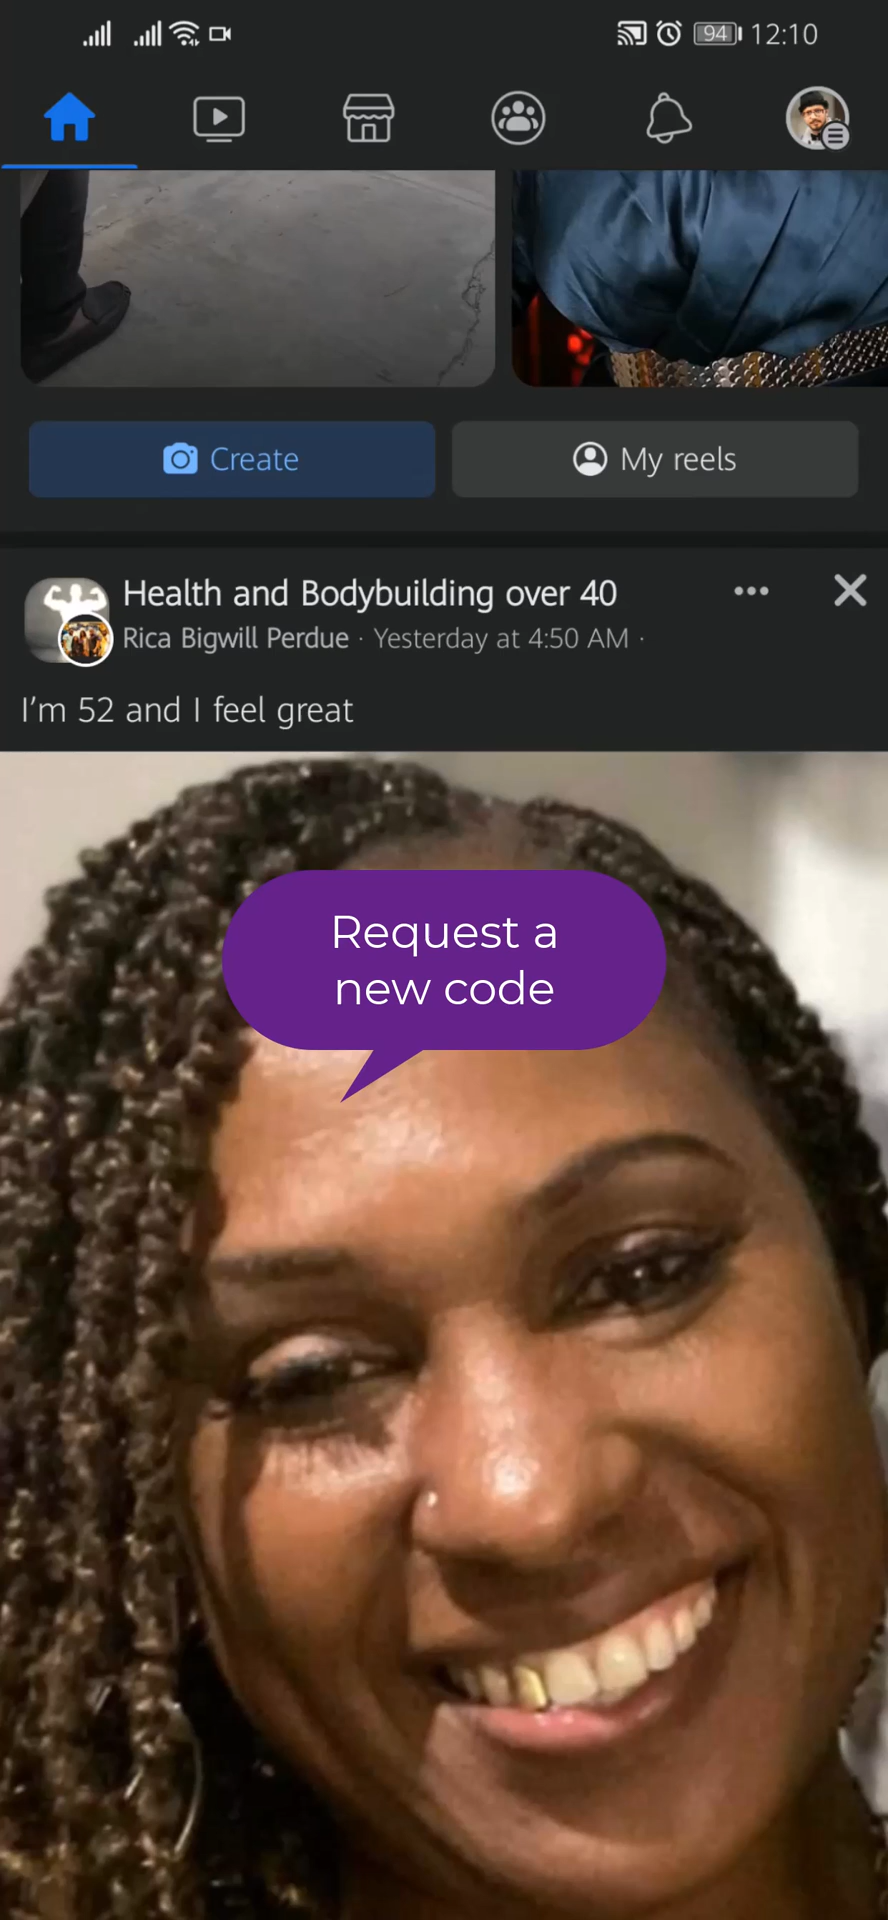 94 12:10
Create
My reels
Health and Bodybuilding over 40
Rica Bigwill Perdue · Yesterday at 4:50 AM ·
I'm 52 and I feel great
Request a
new code